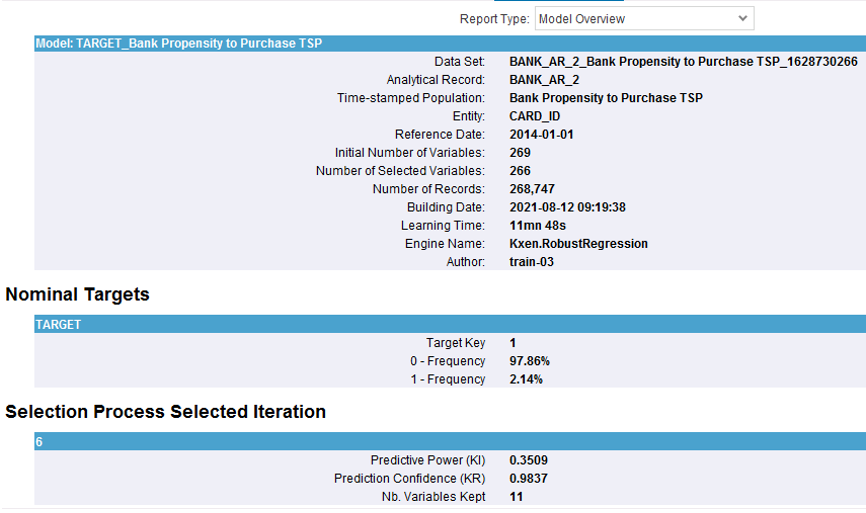 Report Type: Model Overview
Model: TARGET_Bank Propensity to Purchase TSP
Data Set: BANK_AR_2_Bank Propensity to Purchase TSP_1628730266
Analytical Record: BANK_AR_2
Time-stamped Population: Bank Propensity to Purchase TSP
Entity: CARD_ID
Reference Date: 2014-01-01
Initial Number of Variables: 269
Number of Selected Variables: 266
Number of Records: 268,747
Building Date: 2021-08-12 09:19:38
Learning Time: 11mn 48s
Engine Name: Kxen.RobustRegression
Author: train-03
Nominal Targets
TARGET
Target Key 1
0 - Frequency 97.86%
1 - Frequency 2.14%
Selection Process Selected Iteration
6
Predictive Power (KI) 0.3509
Prediction Confidence (KR) 0.9837
Nb. Variables Kept 11